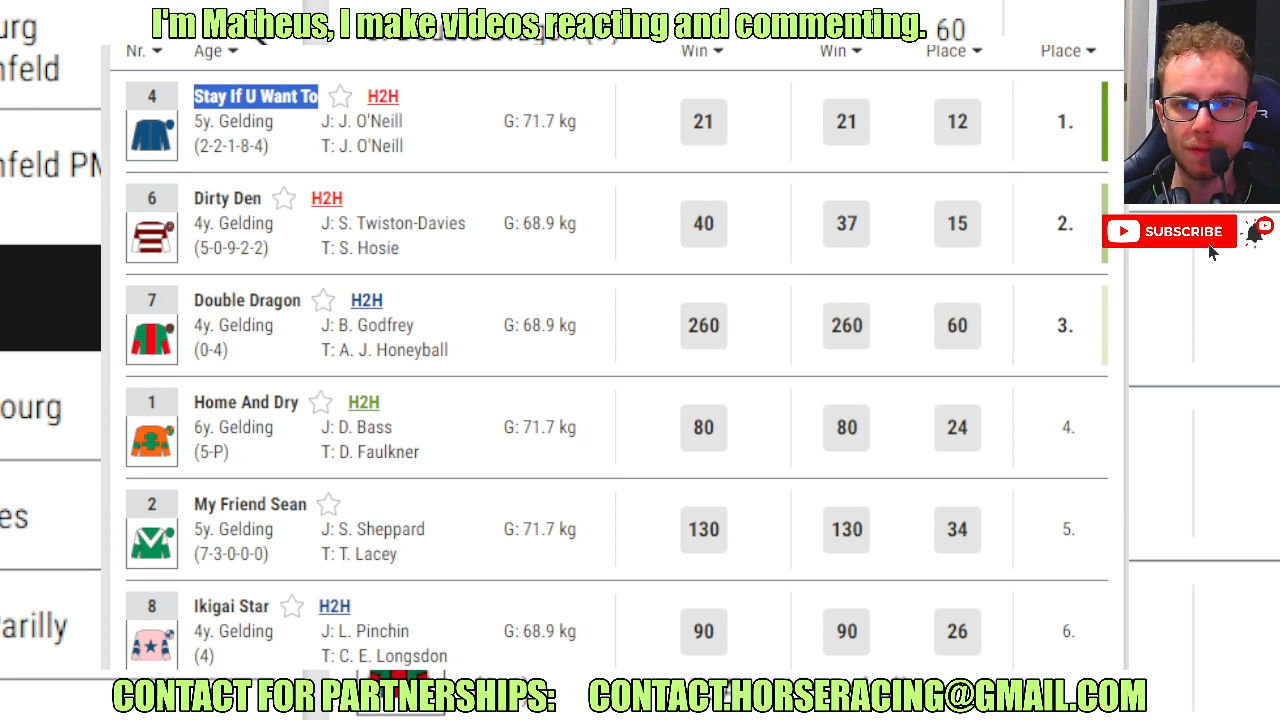 I'm Matheus, I make videos reacting and commenting.
60
urg
nfeld
nfeld PM
ourg
es
Parilly
Nr.
Age
Win
Win
Place
Place
4
Stay If U Want To
H2H
5y. Gelding
J: J. O'Neill
G: 71.7 kg
21
21
12
1.
(2-2-1-8-4)
T: J. O'Neill
6
Dirty Den
H2H
4y. Gelding
J: S. Twiston-Davies
G: 68.9 kg
40
37
15
2.
(5-0-9-2-2)
T: S. Hosie
7
Double Dragon
H2H
4y. Gelding
J: B. Godfrey
G: 68.9 kg
260
260
60
3.
(0-4)
T: A. J. Honeyball
1
Home And Dry
H2H
6y. Gelding
J: D. Bass
G: 71.7 kg
80
80
24
4.
(5-P)
T: D. Faulkner
2
My Friend Sean
5y. Gelding
J: S. Sheppard
G: 71.7 kg
130
130
34
5.
(7-3-0-0-0)
T: T. Lacey
8
Ikigai Star
H2H
4y. Gelding
J: L. Pinchin
G: 68.9 kg
90
90
26
6.
(4)
T: C. E. Longsdon
SUBSCRIBE
CONTACT FOR PARTNERSHIPS: CONTACT.HORSERACING@GMAIL.COM